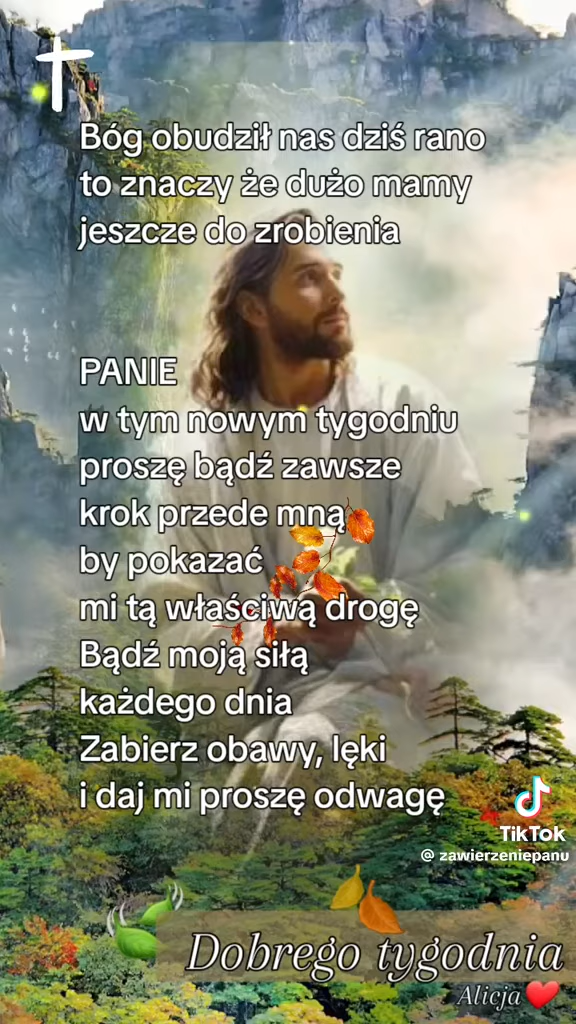 Bóg obudził nas dziś rano
to znaczy że dużo mamy
jeszcze do zrobienia
PANIE
w tym nowym tygodniu
proszę bądź zawsze
krok przede mną
by pokazać
mi tą właściwą drogę
Bądź moją siłą
każdego dnia
Zabierz obawy, lęki
i daj mi proszę odwagę
TikTok
@ zawierzeniepanu
Dobrego tygodnia
Alicja